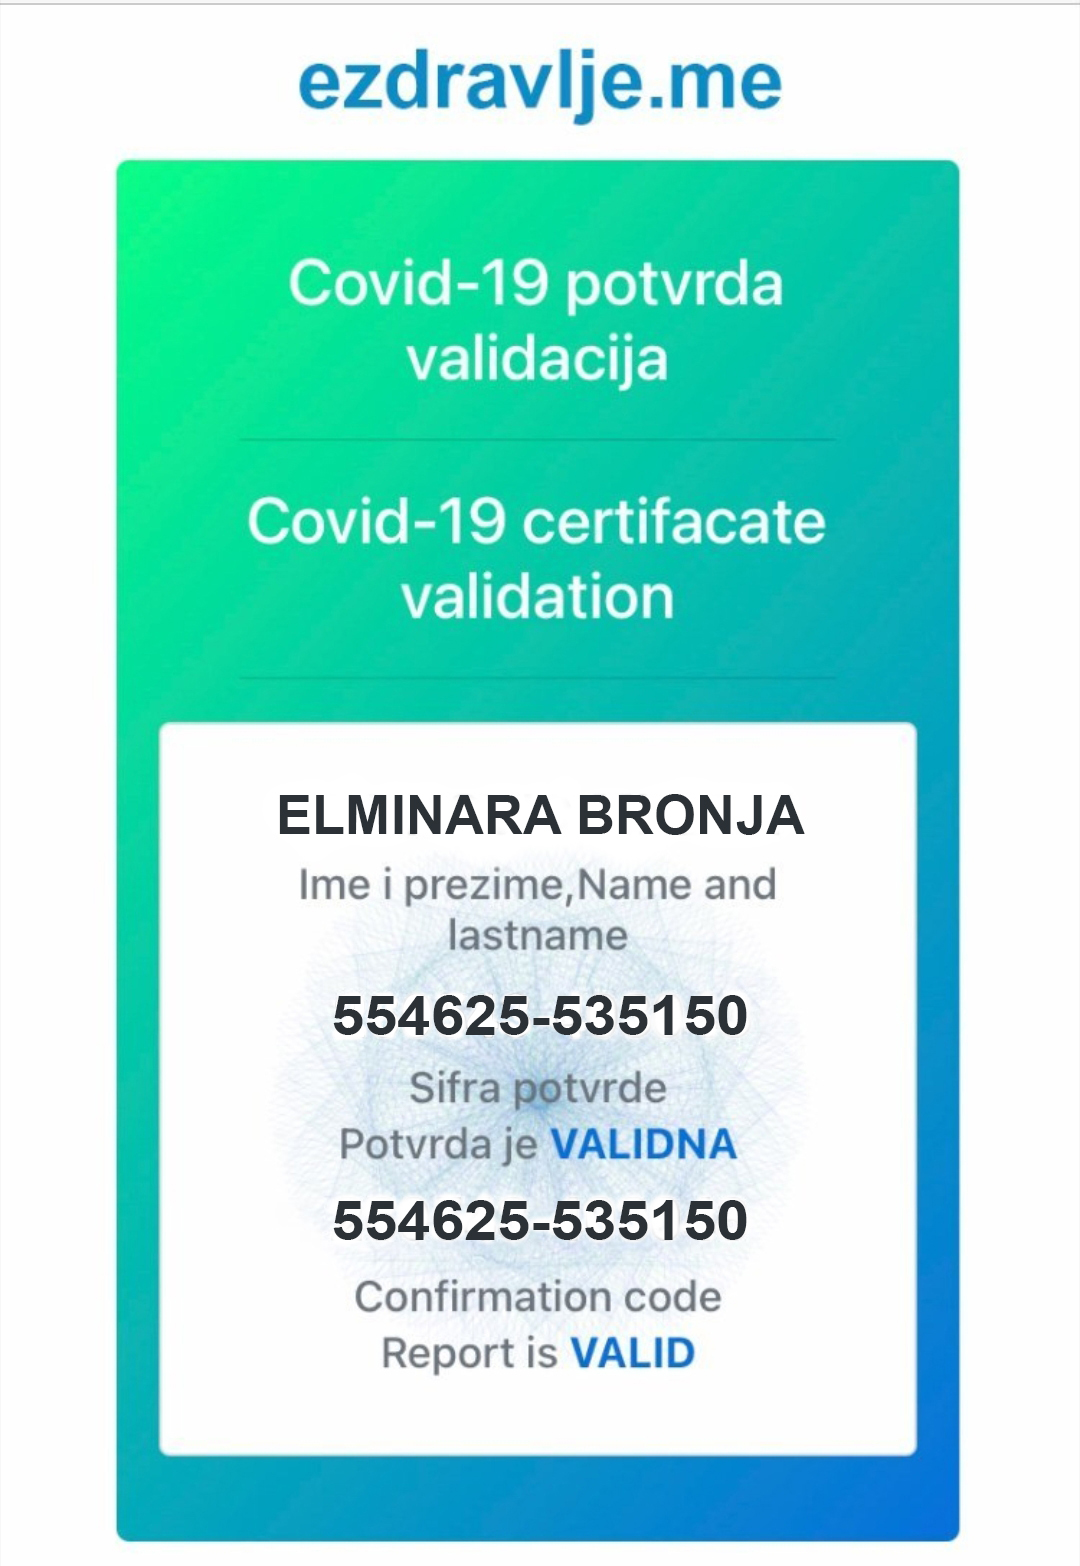 ezdravlje.me
Covid-19 potvrda
validacija
Covid-19 certifacate
validation
ELMINARA BRONJA
Ime i prezime,Name and
lastname
554625-535150
Sifra potvrde
Potvrda je VALIDNA
554625-535150
Confirmation code
Report is VALID